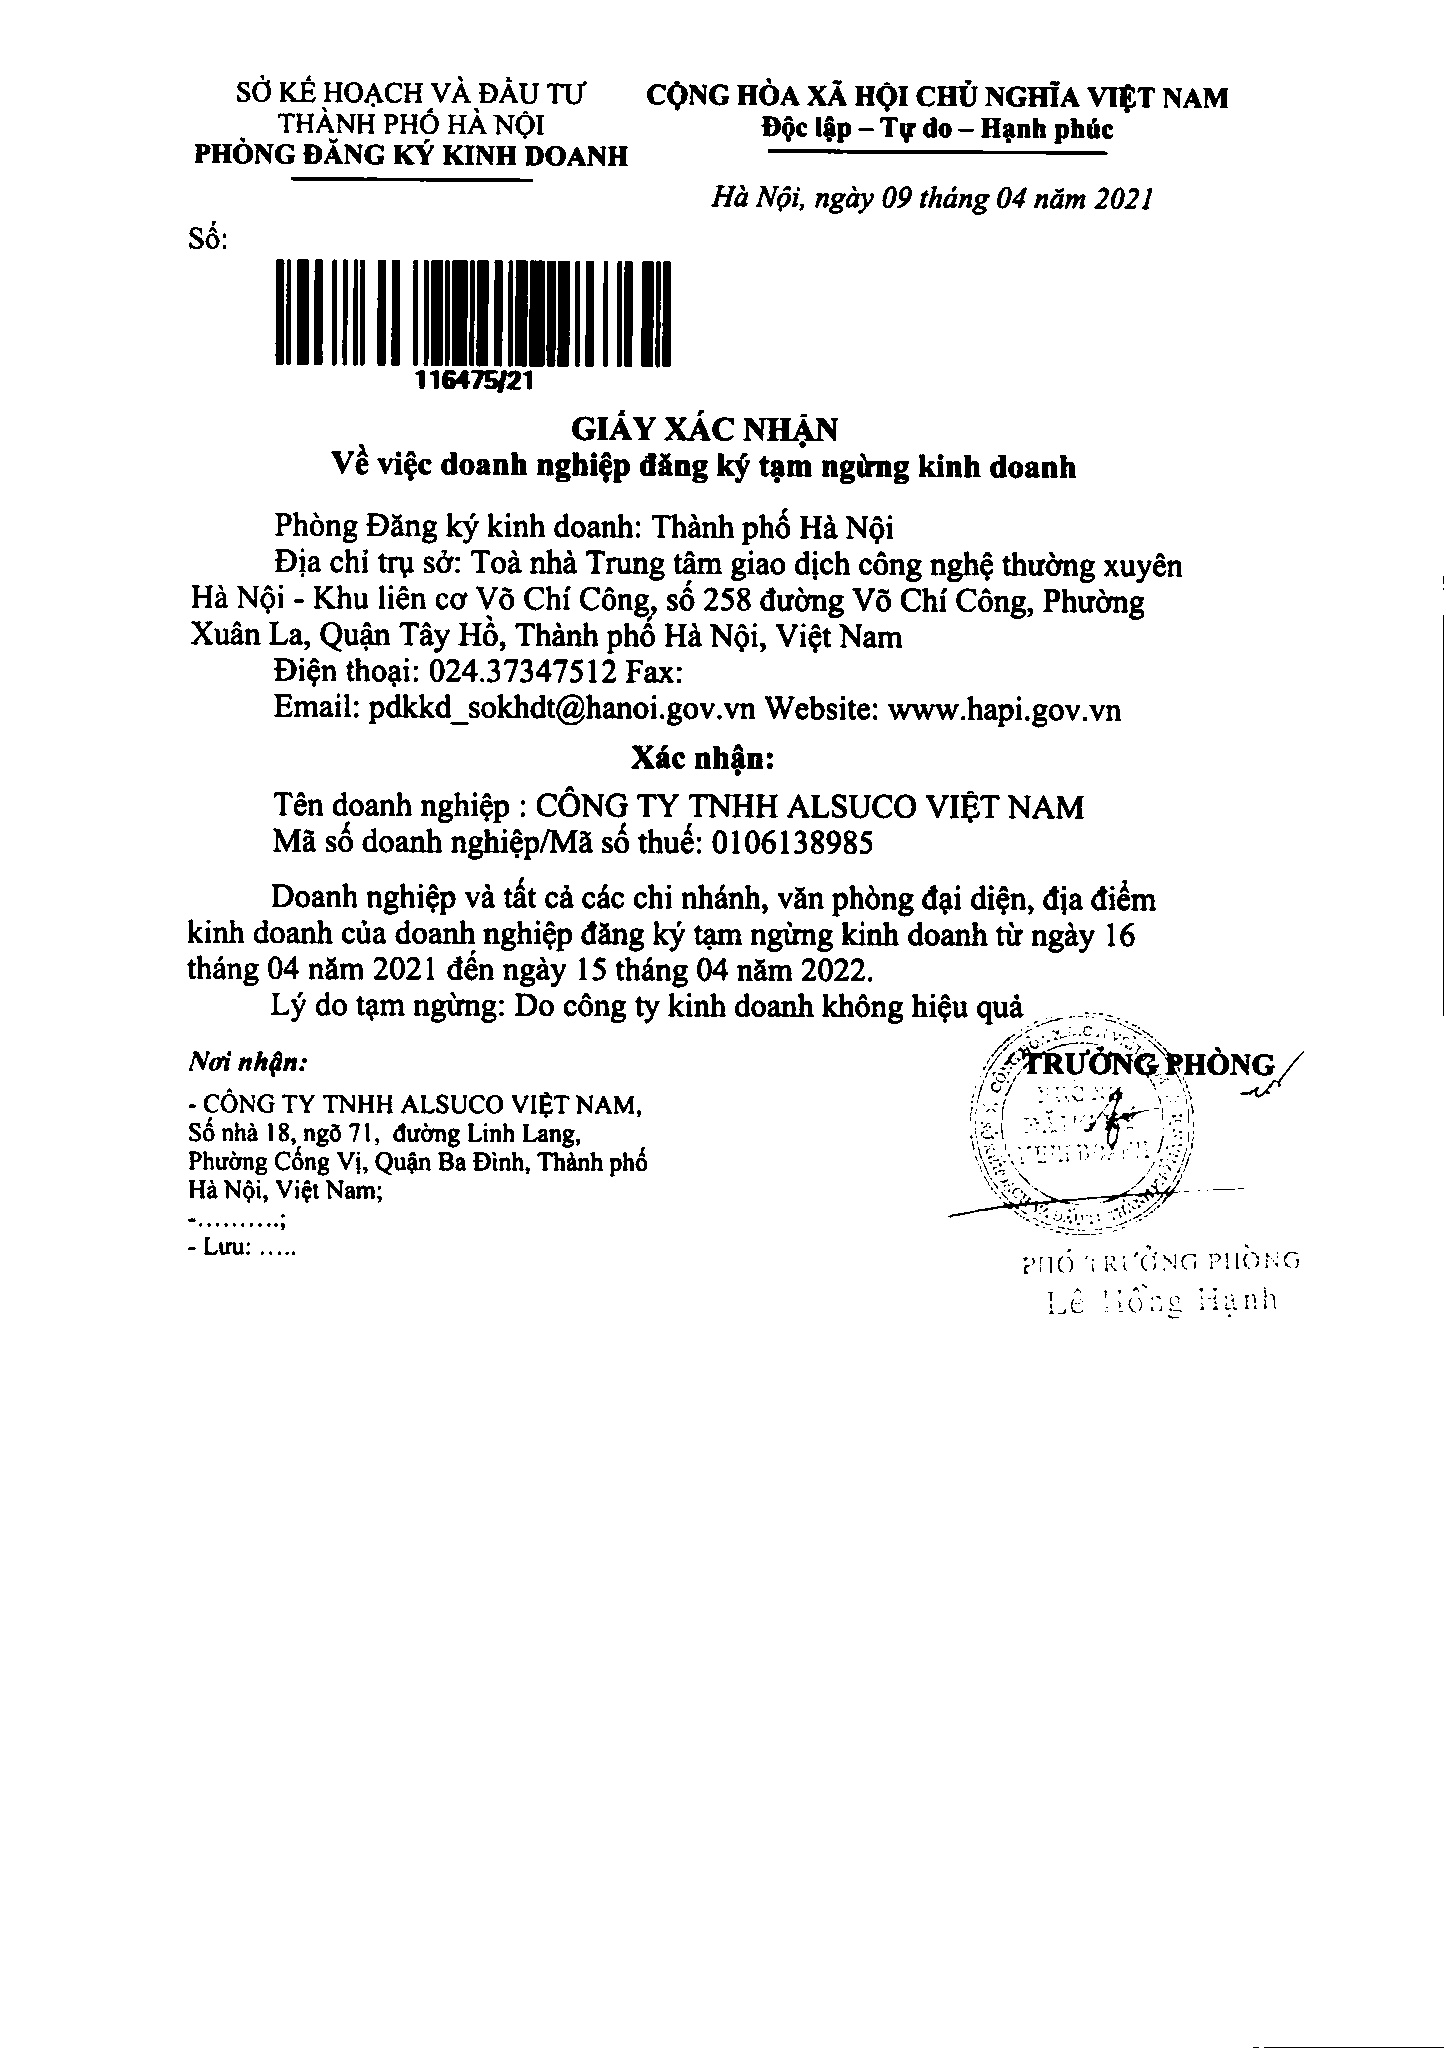 SỞ KẾ HOẠCH VÀ ĐẦU TƯ
THÀNH PHỐ HÀ NỘI
PHÒNG ĐĂNG KÝ KINH DOANH
CỘNG HÒA XÃ HỘI CHỦ NGHĨA VIỆT NAM
Độc lập – Tự do – Hạnh phúc
Hà Nội, ngày 09 tháng 04 năm 2021
Số:
116475/21
GIẤY XÁC NHẬN
Về việc doanh nghiệp đăng ký tạm ngừng kinh doanh
Phòng Đăng ký kinh doanh: Thành phố Hà Nội
Địa chỉ trụ sở: Toà nhà Trung tâm giao dịch công nghệ thường xuyên
Hà Nội - Khu liên cơ Võ Chí Công, số 258 đường Võ Chí Công, Phường
Xuân La, Quận Tây Hồ, Thành phố Hà Nội, Việt Nam
Điện thoại: 024.37347512 Fax:
Email: pdkkd_sokhdt@hanoi.gov.vn Website: www.hapi.gov.vn
Xác nhận:
Tên doanh nghiệp : CÔNG TY TNHH ALSUCO VIỆT NAM
Mã số doanh nghiệp/Mã số thuế: 0106138985
Doanh nghiệp và tất cả các chi nhánh, văn phòng đại diện, địa điểm
kinh doanh của doanh nghiệp đăng ký tạm ngừng kinh doanh từ ngày 16
tháng 04 năm 2021 đến ngày 15 tháng 04 năm 2022.
Lý do tạm ngừng: Do công ty kinh doanh không hiệu quả
Nơi nhận:
- CÔNG TY TNHH ALSUCO VIỆT NAM,
Số nhà 18, ngõ 71, đường Linh Lang,
Phường Cống Vị, Quận Ba Đình, Thành phố
Hà Nội, Việt Nam;
-..........;
- Lưu: .....
TRƯỞNG PHÒNG
PHÓ TRƯỞNG PHÒNG
Lê Hồng Hạnh